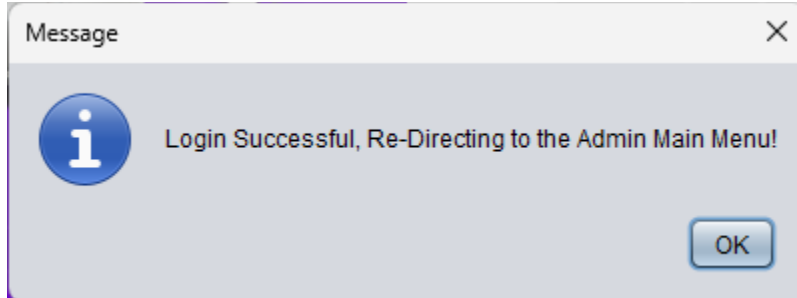 Message
Login Successful, Re-Directing to the Admin Main Menu!
OK